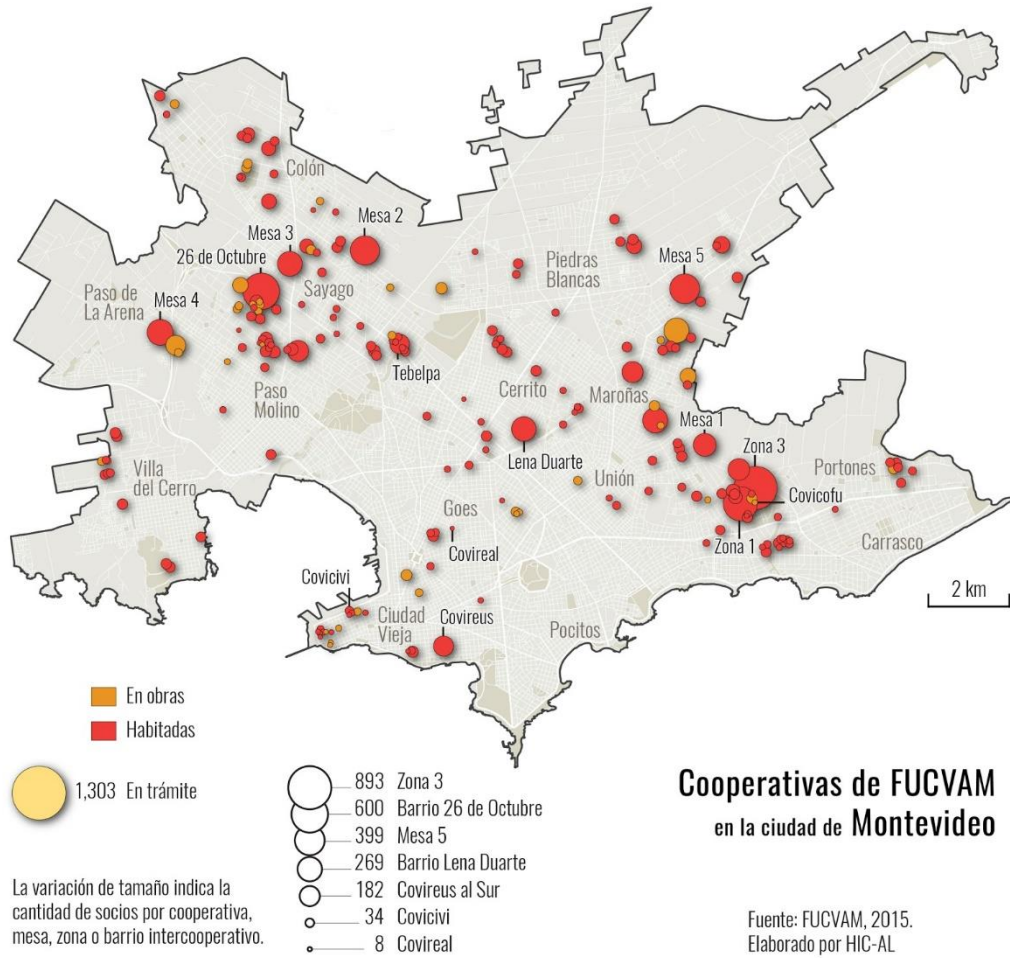 Colón
Mesa 2
Mesa 3
26 de Octubre
Piedras
Blancas
Mesa 5
Sayago
Paso de
La Arena
Mesa 4
Tebelpa
Cerrito
Maroñas
Paso
Molino
Mesa 1
Lena Duarte
Zona 3
Portones
Villa
del Cerro
Unión
Covicofu
Goes
Covireal
Zona 1
Carrasco
Covicivi
2 km
Ciudad
Vieja
Covireus
Pocitos
En obras
Habitadas
1,303 En trámite
893 Zona 3
600 Barrio 26 de Octubre
399 Mesa 5
269 Barrio Lena Duarte
182 Covireus al Sur
34 Covicivi
8 Covireal
Cooperativas de FUCVAM
en la ciudad de Montevideo
La variación de tamaño indica la
cantidad de socios por cooperativa,
mesa, zona o barrio intercooperativo.
Fuente: FUCVAM, 2015.
Elaborado por HIC-AL